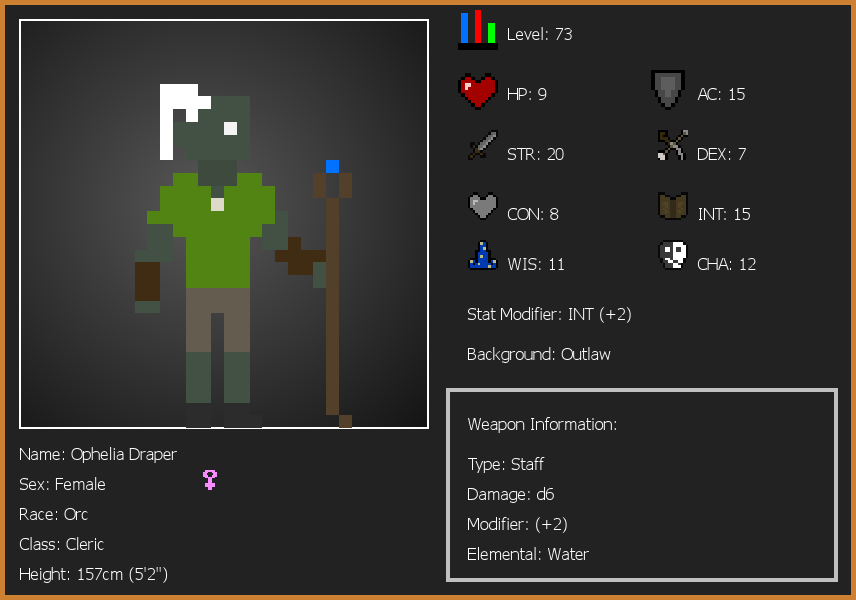 Level: 73
HP: 9
AC: 15
STR: 20
DEX: 7
CON: 8
INT: 15
WIS: 11
CHA: 12
Stat Modifier: INT (+2)
Background: Outlaw
Weapon Information:
Type: Staff
Damage: d6
Modifier: (+2)
Elemental: Water
Name: Ophelia Draper
Sex: Female
Race: Orc
Class: Cleric
Height: 157cm (5'2")